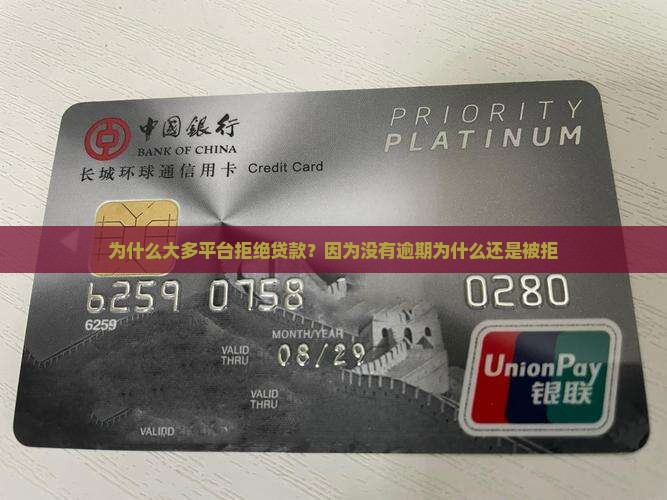 中国银行
BANK OF CHINA
长城环球通信用卡 Credit Card
PRIORITY
PLATINUM
为什么大多平台拒绝贷款？因为没有逾期为什么还是被拒
6259 0758 0280
6259
MONTH/YEAR
VALID
THRU
08/29
VALID
THRU
UnionPay
银联